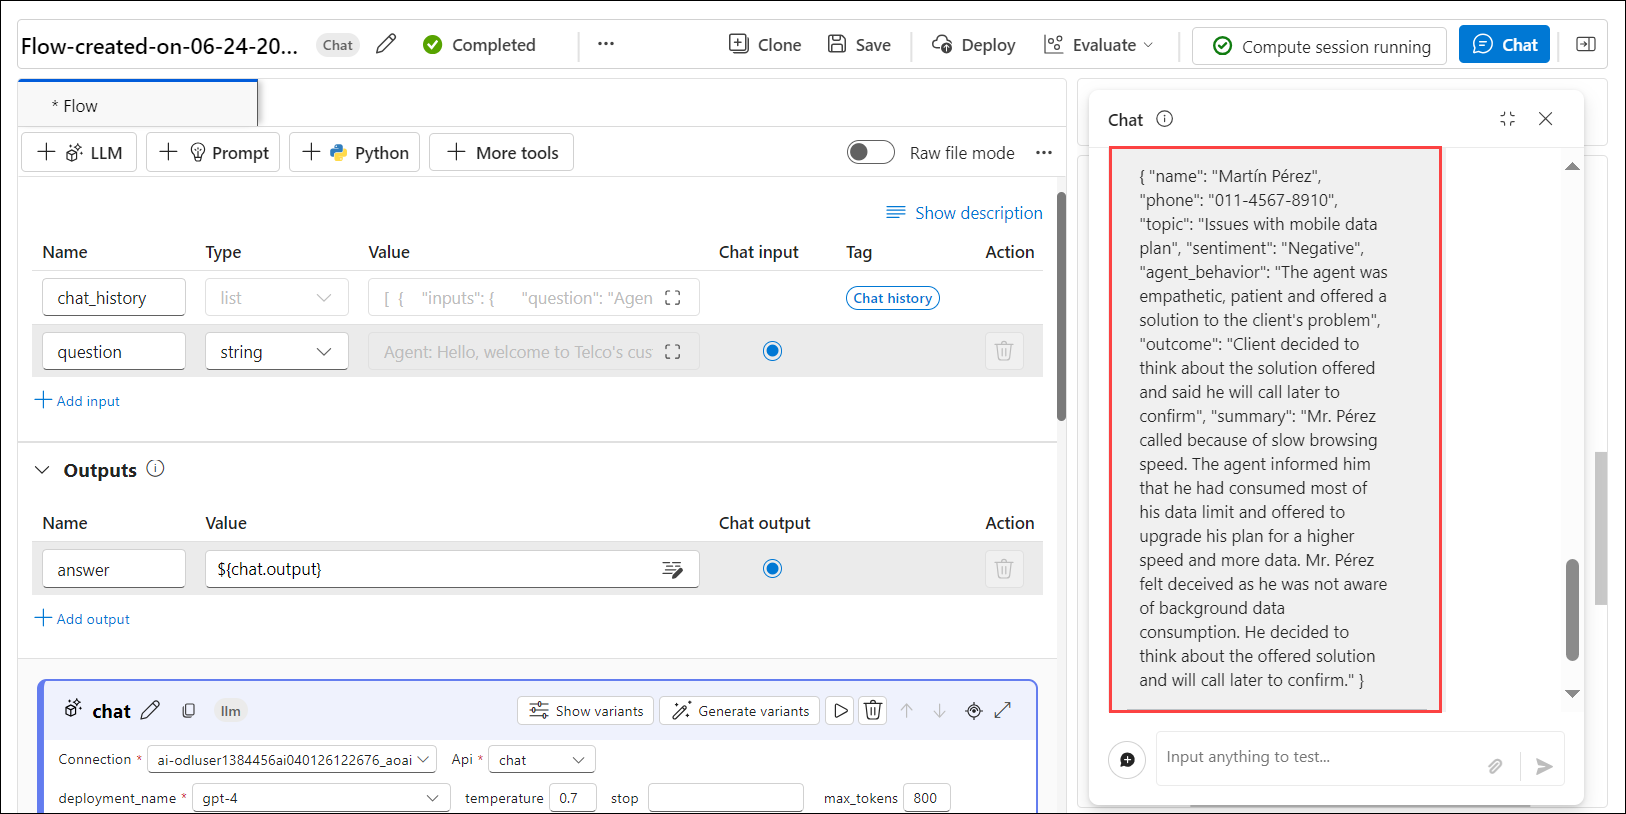 Flow-created-on-06-24-20... Chat Completed ... Clone Save Deploy Evaluate Compute session running Chat
* Flow
LLM Prompt Python More tools Raw file mode ...
Show description
Name Type Value Chat input Tag Action
chat_history list [ { "inputs": { "question": "Agen Chat history
question string Agent: Hello, welcome to Telco's cus
Add input
Outputs
Name Value Chat output Action
answer ${chat.output}
Add output
chat llm Show variants Generate variants
Connection * ai-odluser1384456ai040126122676_aoai Api * chat
deployment_name * gpt-4 temperature 0.7 stop max_tokens 800
Chat
{ "name": "Martín Pérez",
"phone": "011-4567-8910",
"topic": "Issues with mobile data
plan", "sentiment": "Negative",
"agent_behavior": "The agent was
empathetic, patient and offered a
solution to the client's problem",
"outcome": "Client decided to
think about the solution offered
and said he will call later to
confirm", "summary": "Mr. Pérez
called because of slow browsing
speed. The agent informed him
that he had consumed most of
his data limit and offered to
upgrade his plan for a higher
speed and more data. Mr. Pérez
felt deceived as he was not aware
of background data
consumption. He decided to
think about the offered solution
and will call later to confirm." }
Input anything to test...